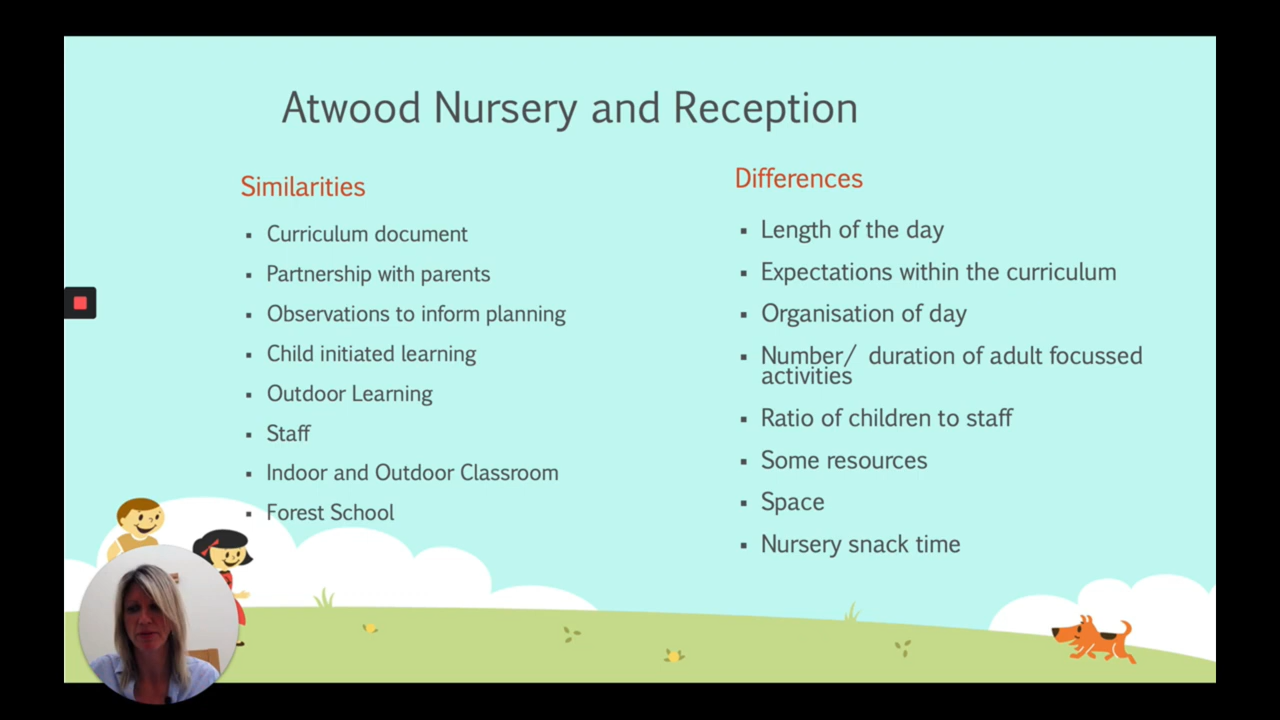 Atwood Nursery and Reception
Similarities
▪ Curriculum document
▪ Partnership with parents
▪ Observations to inform planning
▪ Child initiated learning
▪ Outdoor Learning
▪ Staff
▪ Indoor and Outdoor Classroom
▪ Forest School
Differences
▪ Length of the day
▪ Expectations within the curriculum
▪ Organisation of day
▪ Number/ duration of adult focussed
activities
▪ Ratio of children to staff
▪ Some resources
▪ Space
▪ Nursery snack time